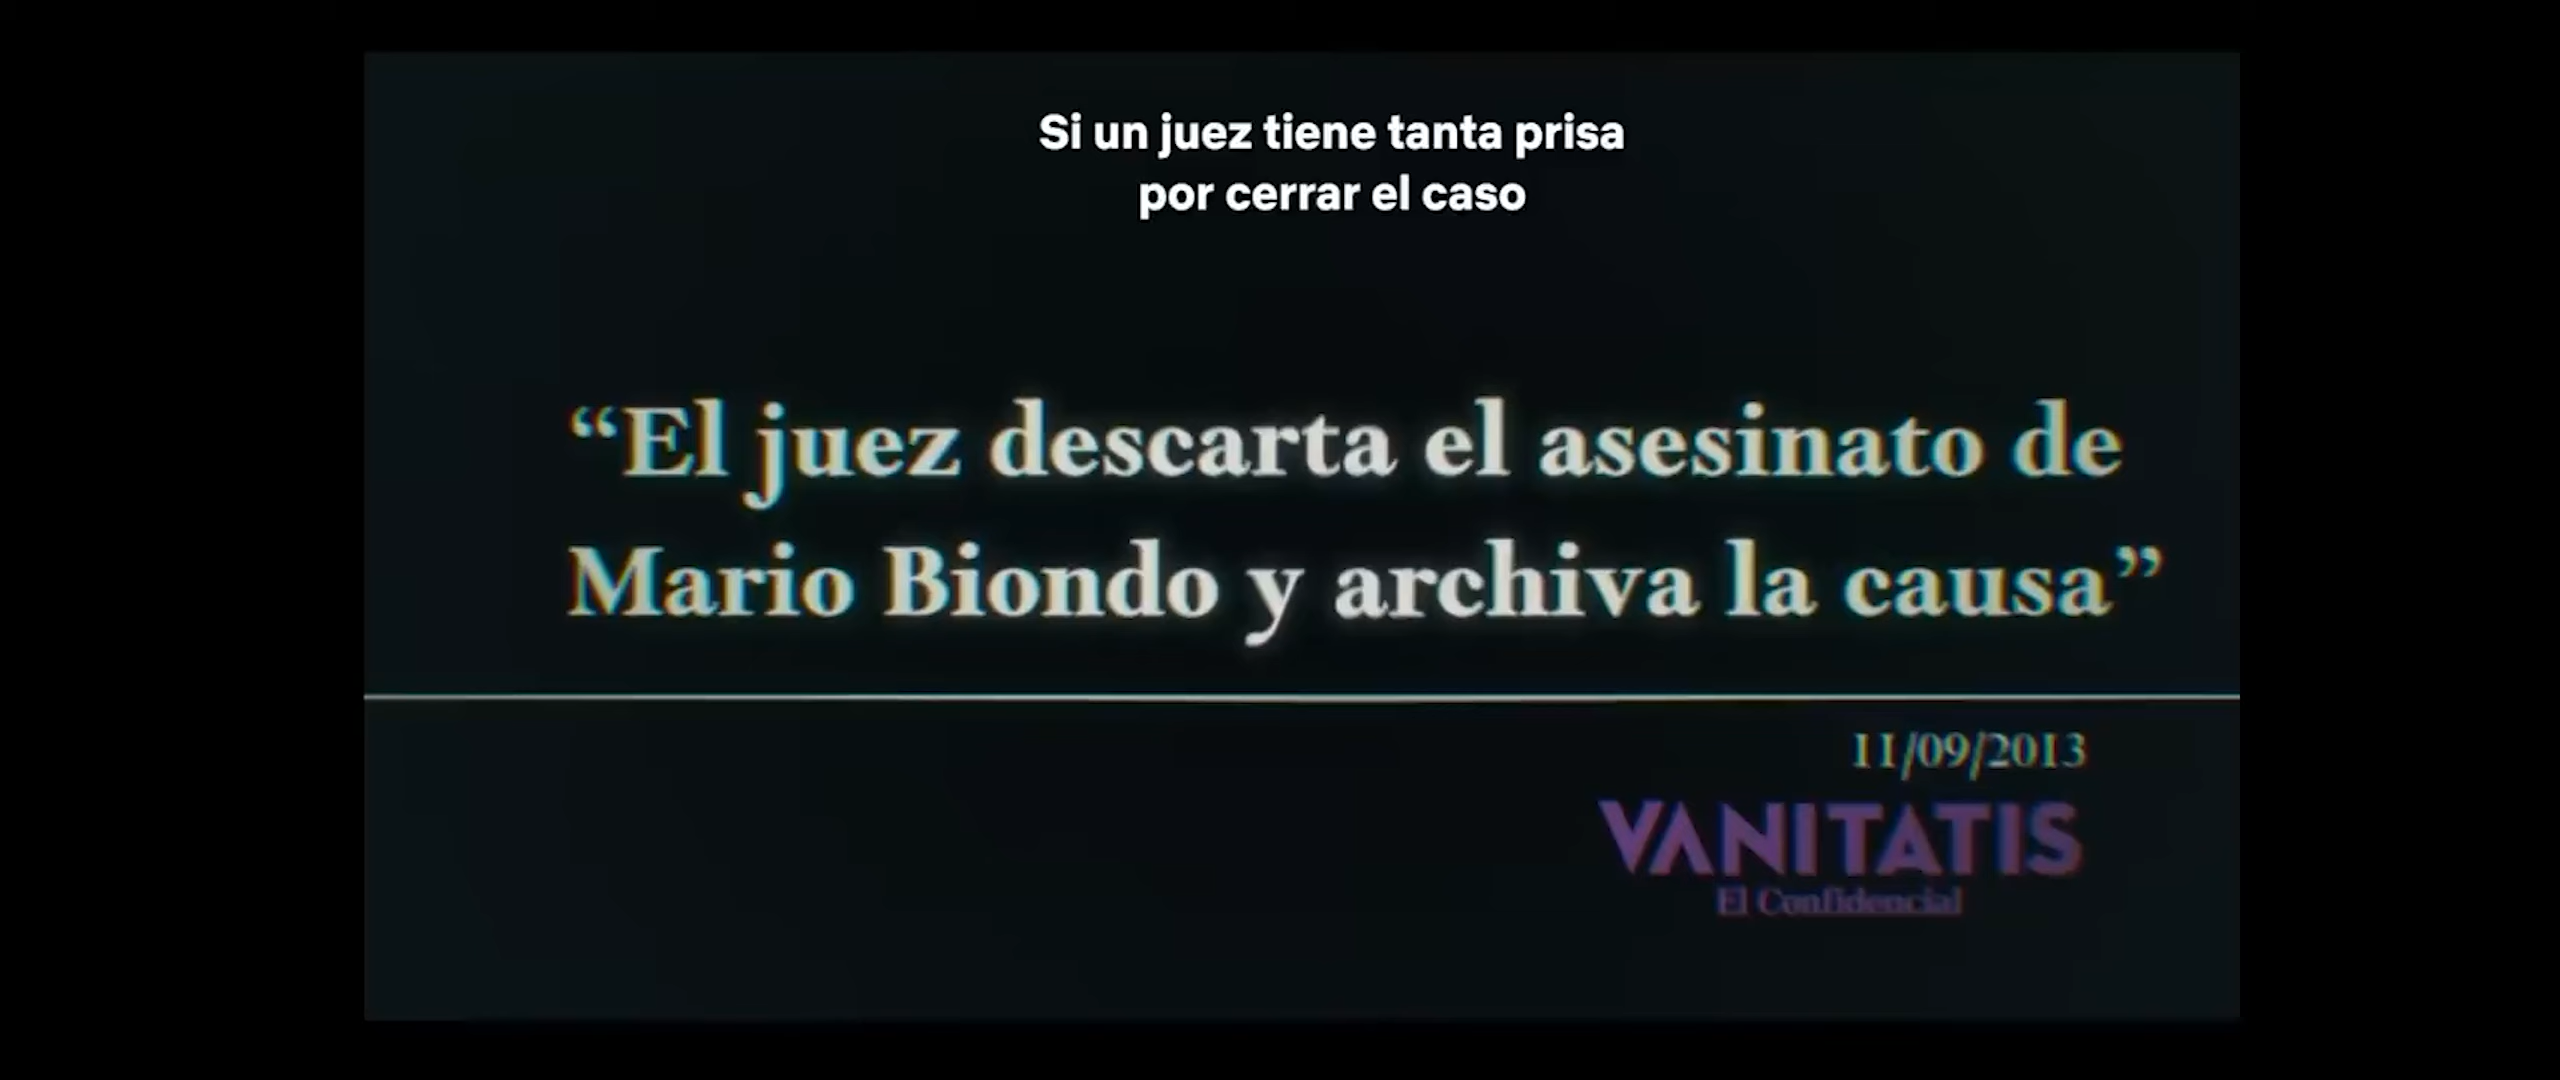 Si un juez tiene tanta prisa
por cerrar el caso
“El juez descarta el asesinato de
Mario Biondo y archiva la causa”
11/09/2013
VANITATIS
El Confidencial